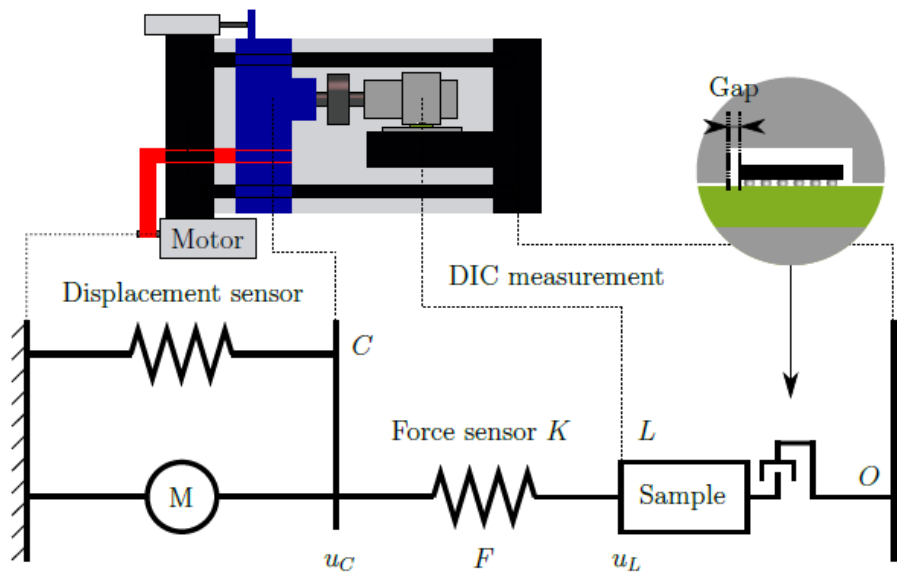 Gap
Motor
DIC measurement
Displacement sensor
C
Force sensor K
L
M
Sample
O
u_C
F
u_L